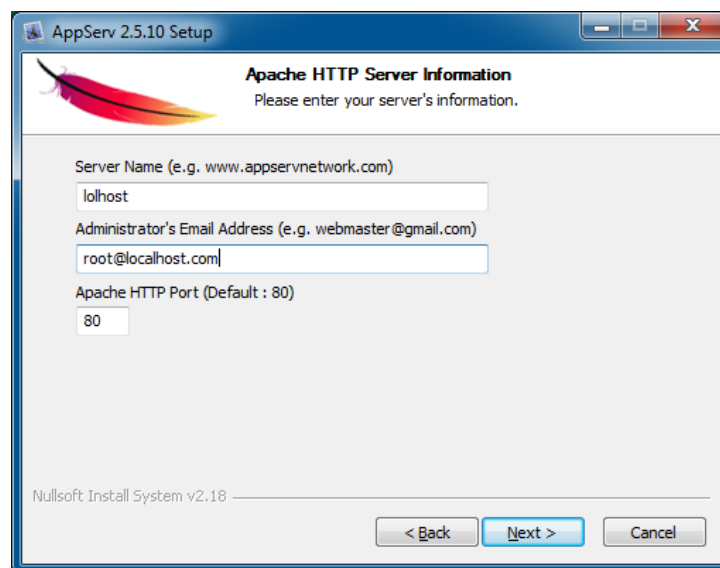 AppServ 2.5.10 Setup
Apache HTTP Server Information
Please enter your server's information.
Server Name (e.g. www.appservnetwork.com)
lolhost
Administrator's Email Address (e.g. webmaster@gmail.com)
root@localhost.com
Apache HTTP Port (Default : 80)
80
Nullsoft Install System v2.18
< Back
Next >
Cancel